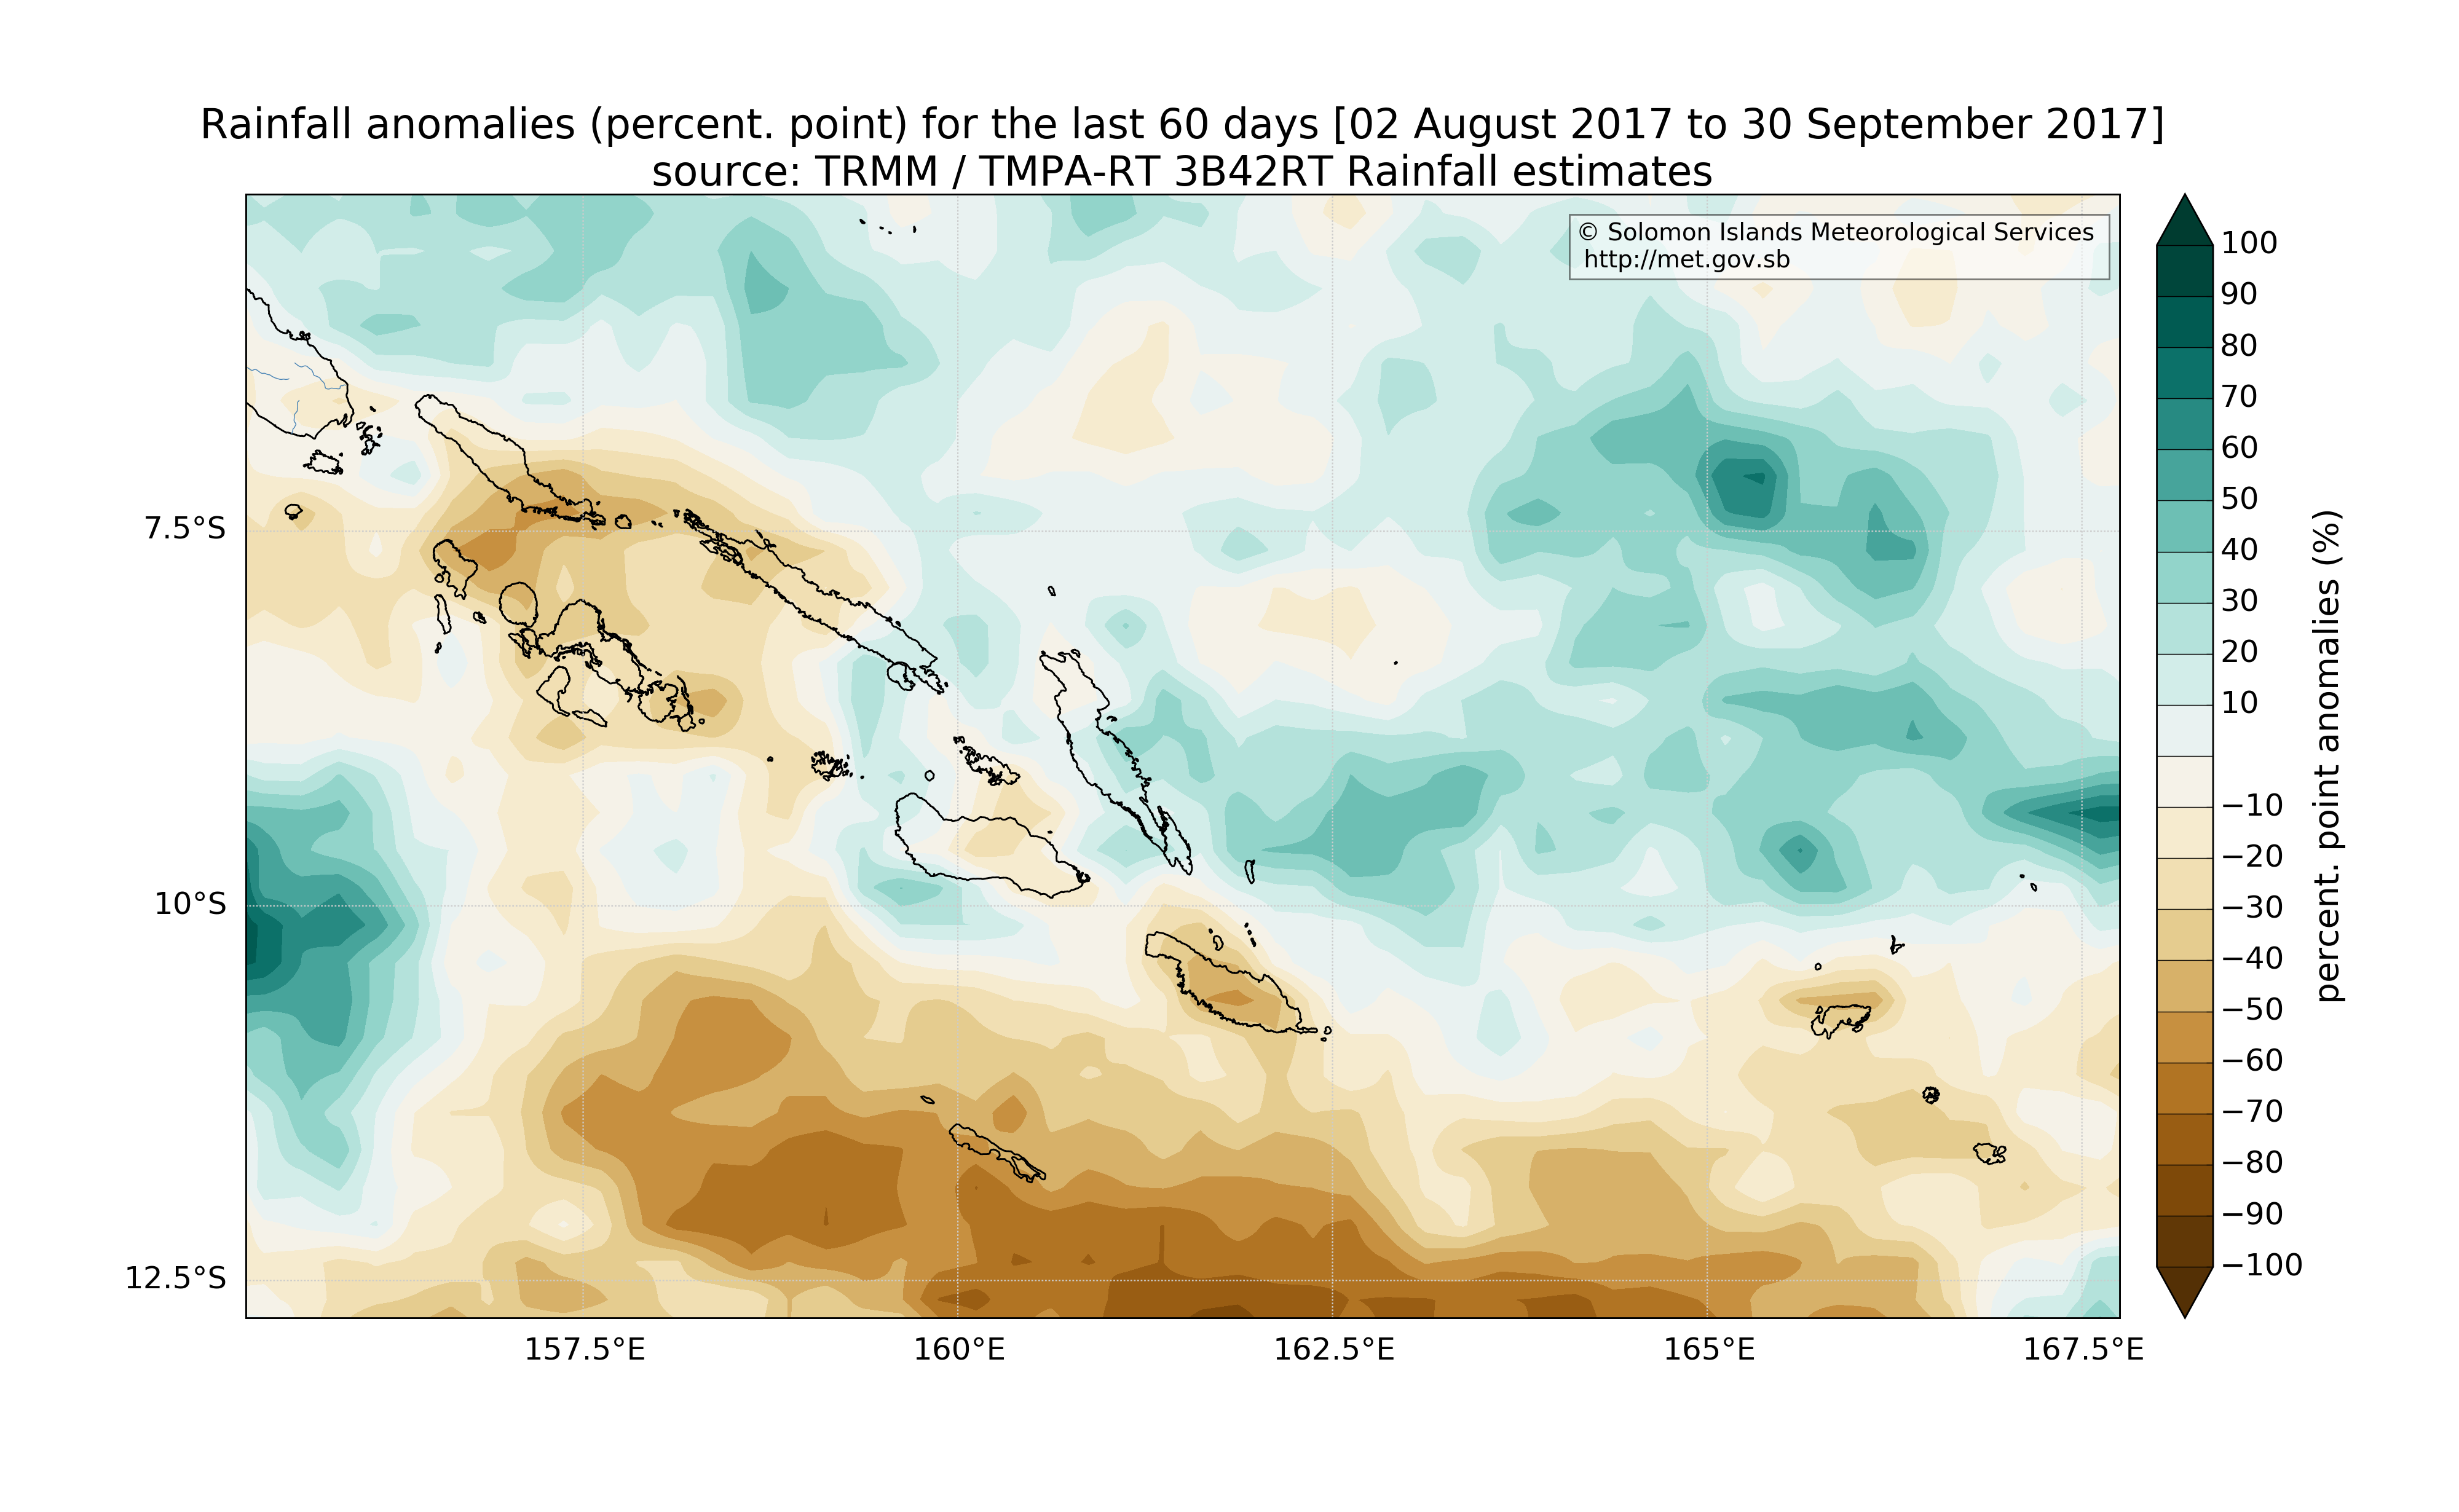 Rainfall anomalies (percent. point) for the last 60 days [02 August 2017 to 30 September 2017]
source: TRMM / TMPA-RT 3B42RT Rainfall estimates
© Solomon Islands Meteorological Services
http://met.gov.sb
7.5°S
10°S
12.5°S
157.5°E
160°E
162.5°E
165°E
167.5°E
100
90
80
70
60
50
40
30
20
10
−10
−20
−30
−40
−50
−60
−70
−80
−90
−100
percent. point anomalies (%)